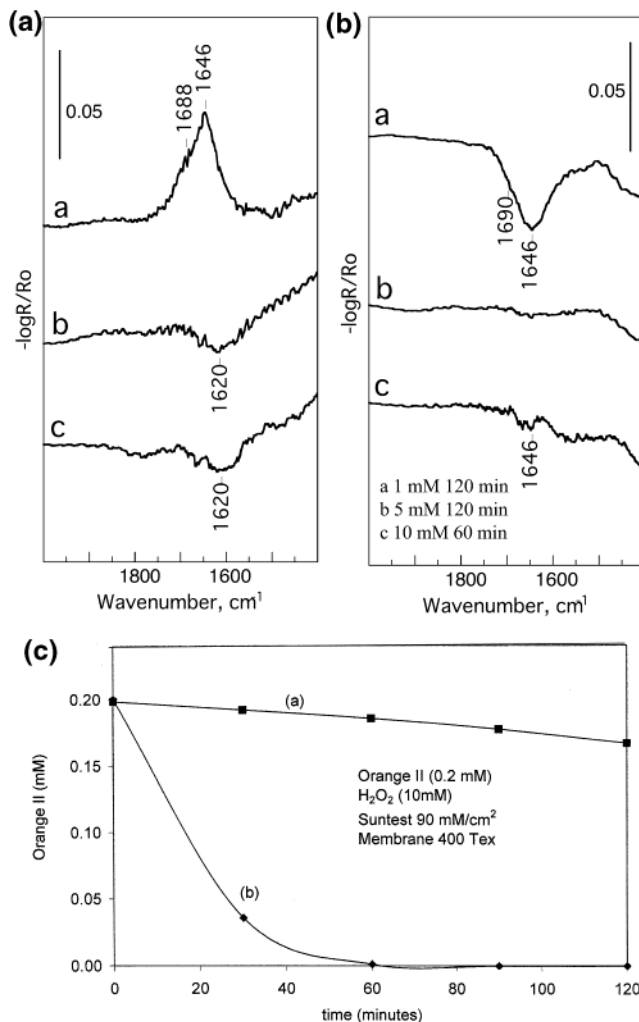 (a)
1688
1646
0.05
a
b
1620
c
1620
-logR/Ro
1800
1600
Wavenumber, cm⁻¹
(b)
0.05
a
1690
1646
b
c
1646
-logR/Ro
a 1 mM 120 min
b 5 mM 120 min
c 10 mM 60 min
1800
1600
Wavenumber, cm⁻¹
(c)
0.20
0.15
0.10
0.05
0.00
Orange II (mM)
(a)
(b)
Orange II (0.2 mM)
H₂O₂ (10mM)
Suntest 90 mM/cm²
Membrane 400 Tex
0
20
40
60
80
100
120
time (minutes)